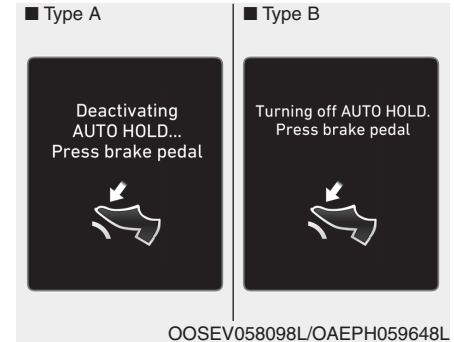 ■ Type A
Deactivating
AUTO HOLD...
Press brake pedal
■ Type B
Turning off AUTO HOLD.
Press brake pedal
OOSEV058098L/OAEPH059648L